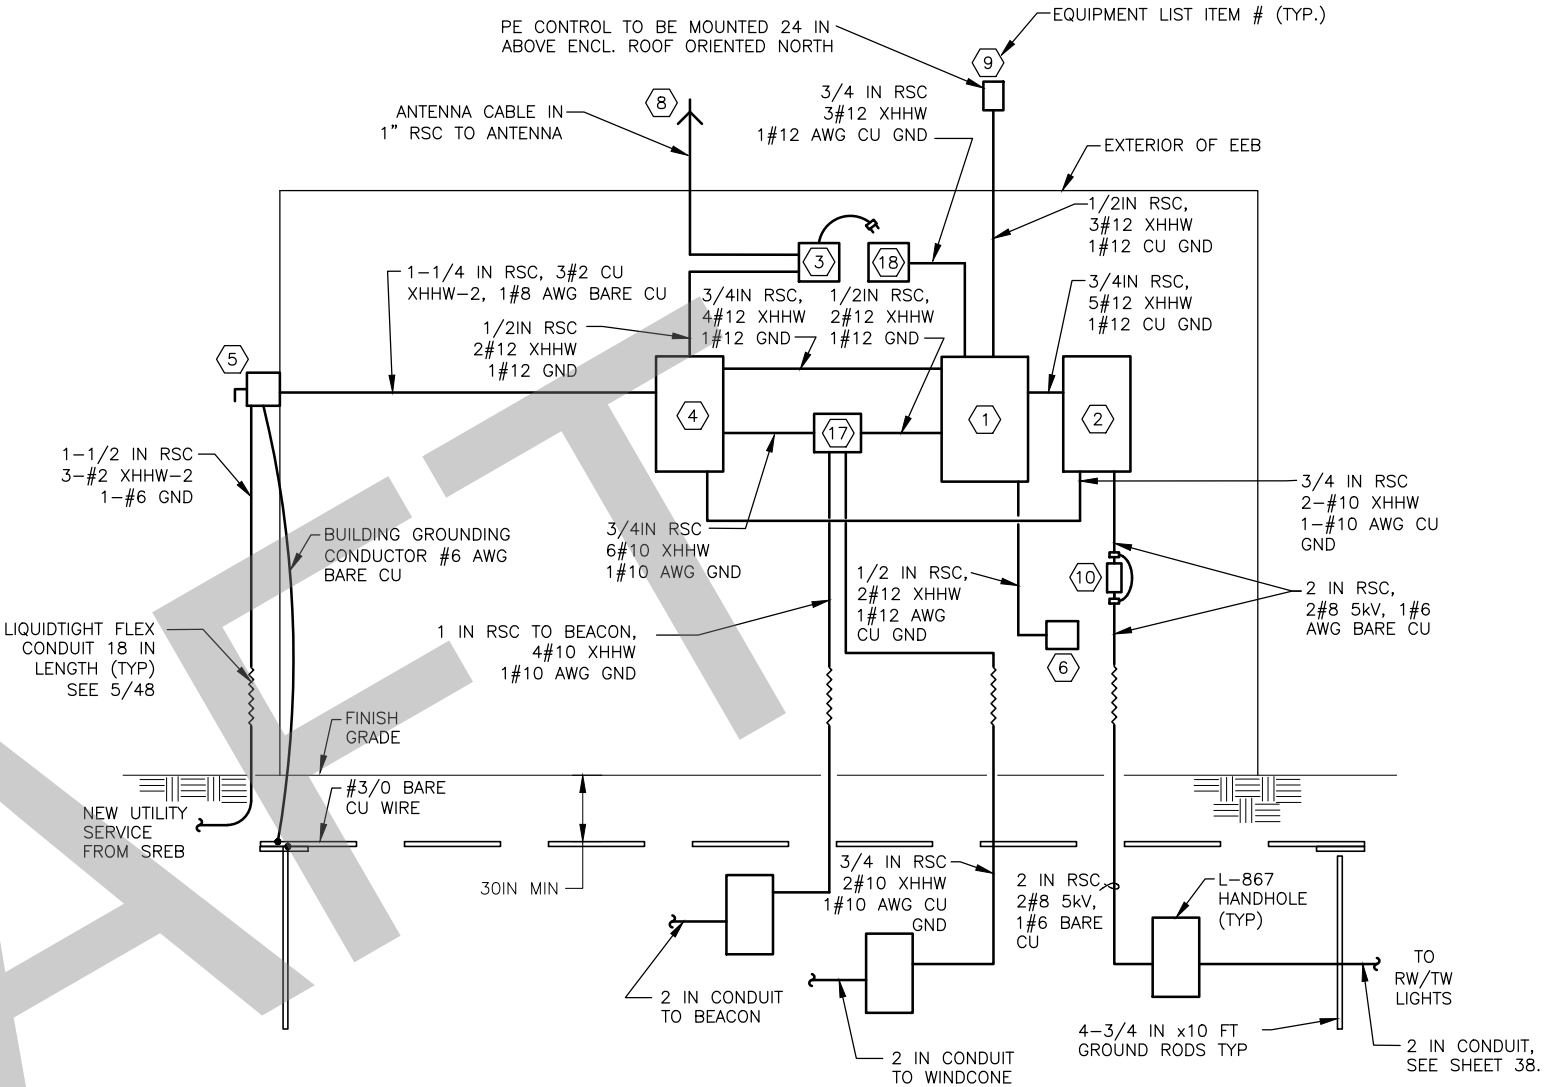 PE CONTROL TO BE MOUNTED 24 IN
ABOVE ENCL. ROOF ORIENTED NORTH
EQUIPMENT LIST ITEM # (TYP.)
9
8
ANTENNA CABLE IN
1" RSC TO ANTENNA
3/4 IN RSC
3#12 XHHW
1#12 AWG CU GND
EXTERIOR OF EEB
1/2IN RSC,
3#12 XHHW
1#12 CU GND
3
18
1-1/4 IN RSC, 3#2 CU
XHHW-2, 1#8 AWG BARE CU
3/4IN RSC,
4#12 XHHW
1#12 GND
1/2IN RSC,
2#12 XHHW
1#12 GND
3/4IN RSC,
5#12 XHHW
1#12 CU GND
1/2IN RSC
2#12 XHHW
1#12 GND
5
4
17
1
2
1-1/2 IN RSC
3-#2 XHHW-2
1-#6 GND
3/4 IN RSC
2-#10 XHHW
1-#10 AWG CU
GND
BUILDING GROUNDING
CONDUCTOR #6 AWG
BARE CU
3/4IN RSC
6#10 XHHW
1#10 AWG GND
1/2 IN RSC,
2#12 XHHW
1#12 AWG
CU GND
10
2 IN RSC,
2#8 5kV, 1#6
AWG BARE CU
LIQUIDTIGHT FLEX
CONDUIT 18 IN
LENGTH (TYP)
SEE 5/48
1 IN RSC TO BEACON,
4#10 XHHW
1#10 AWG GND
6
FINISH
GRADE
#3/0 BARE
CU WIRE
NEW UTILITY
SERVICE
FROM SREB
30IN MIN
3/4 IN RSC
2#10 XHHW
1#10 AWG CU
GND
2 IN RSC,
2#8 5kV,
1#6 BARE
CU
L-867
HANDHOLE
(TYP)
TO
RW/TW
LIGHTS
2 IN CONDUIT
TO BEACON
2 IN CONDUIT
TO WINDCONE
4-3/4 IN x10 FT
GROUND RODS TYP
2 IN CONDUIT,
SEE SHEET 38.
AFT